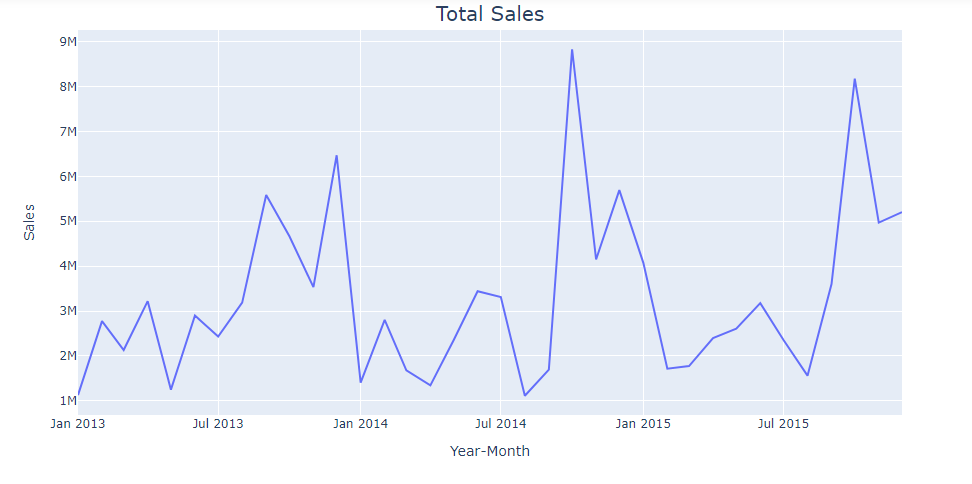 Total Sales
9M
8M
7M
6M
5M
4M
3M
2M
1M
Sales
Jan 2013 Jul 2013 Jan 2014 Jul 2014 Jan 2015 Jul 2015
Year-Month